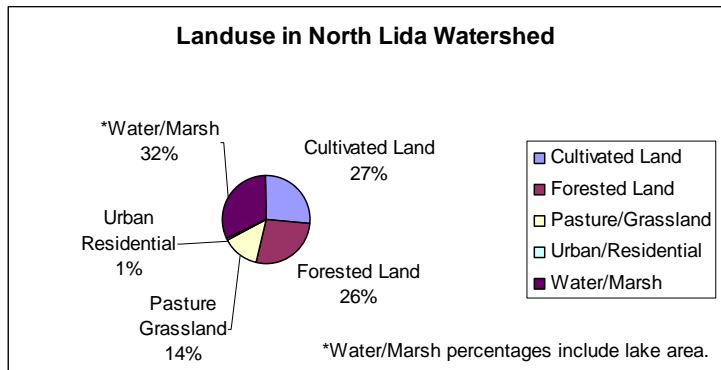 Landuse in North Lida Watershed
*Water/Marsh
32%
Cultivated Land
27%
Urban
Residential
1%
Pasture
Grassland
14%
Forested Land
26%
Cultivated Land
Forested Land
Pasture/Grassland
Urban/Residential
Water/Marsh
*Water/Marsh percentages include lake area.